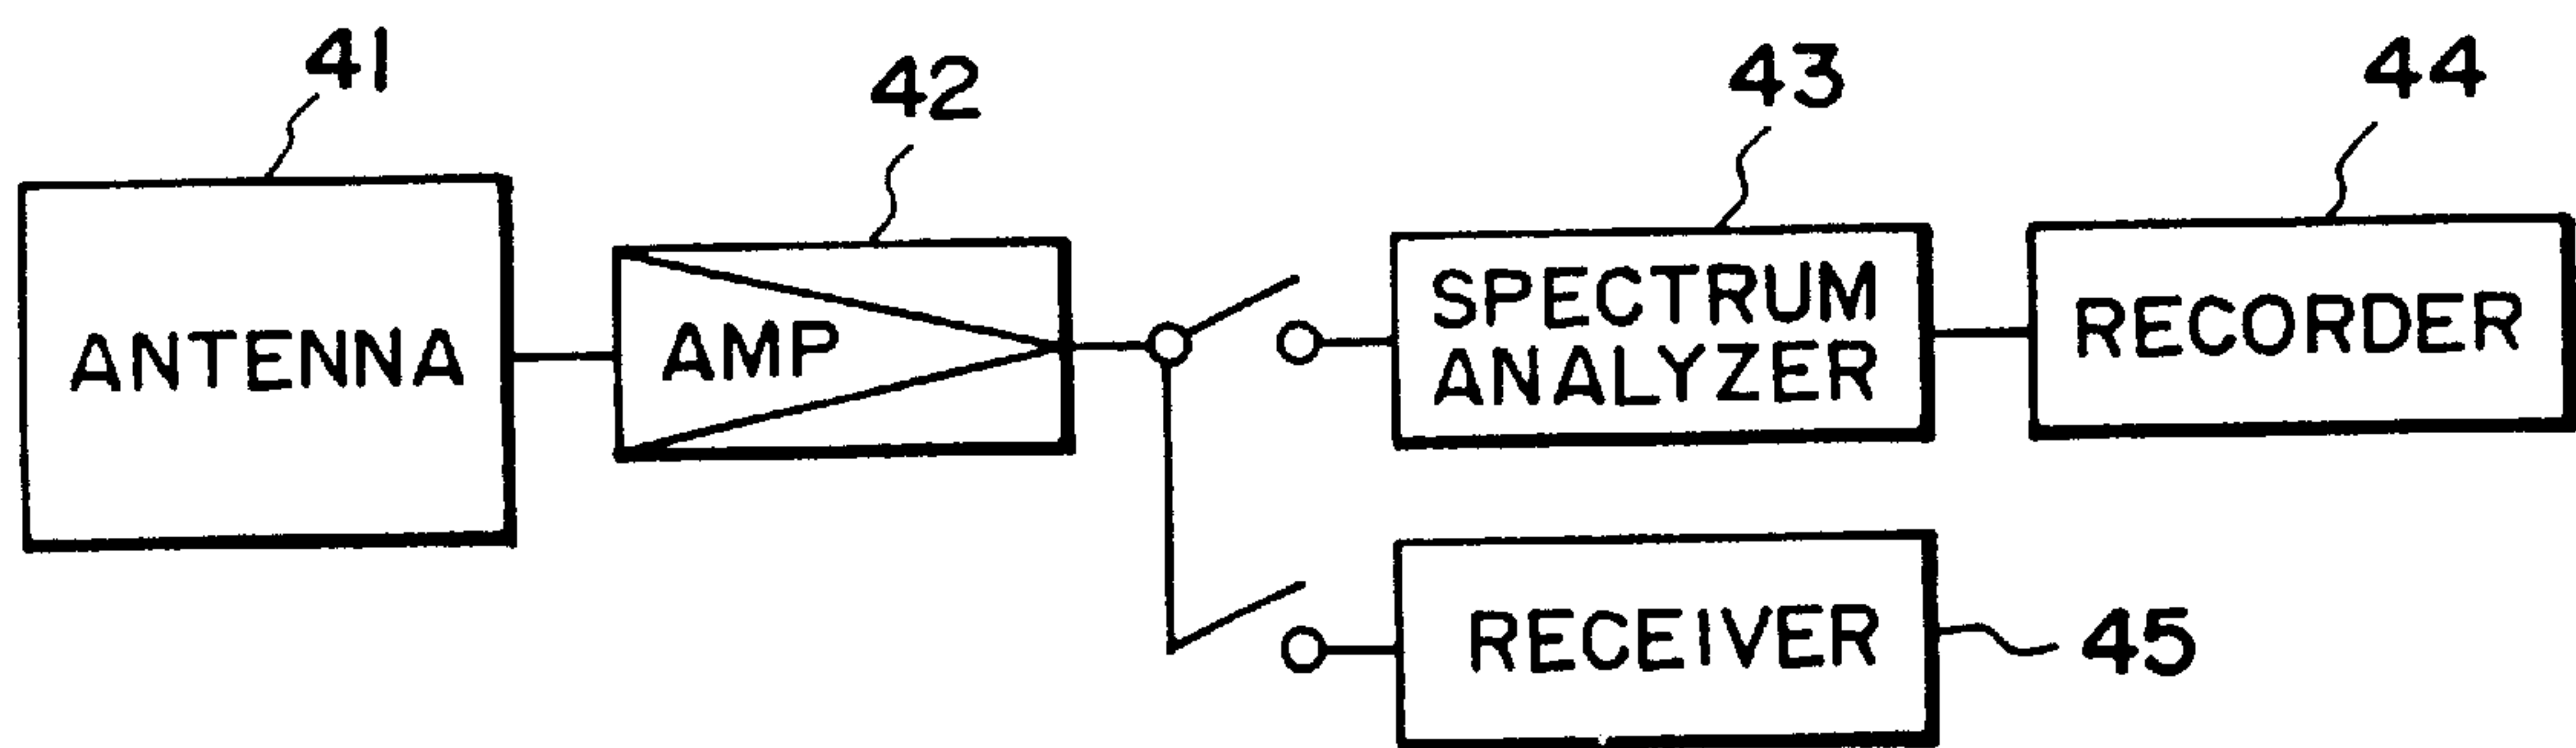 41
42
43
44
ANTENNA
AMP
SPECTRUM
ANALYZER
RECORDER
RECEIVER
45